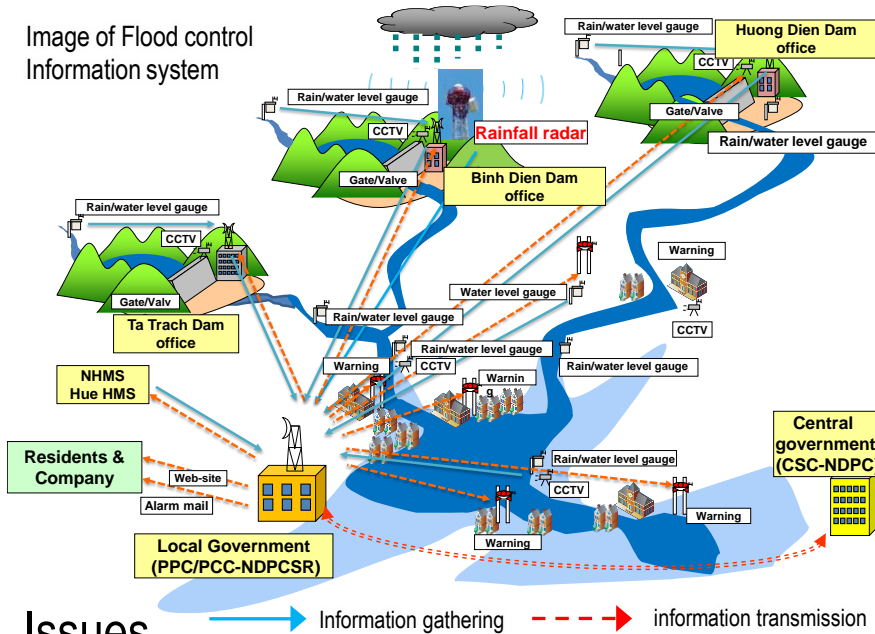 Image of Flood control
Information system
Rain/water level gauge
Huong Dien Dam
office
CCTV
Gate/Valve
Rain/water level gauge
Rain/water level gauge
CCTV
Rainfall radar
Gate/Valve
Binh Dien Dam
office
Rain/water level gauge
CCTV
Gate/Valv
Ta Trach Dam
office
Warning
CCTV
Water level gauge
Rain/water level gauge
Rain/water level gauge
Warning
CCTV
Rain/water level gauge
Warnin
g
NHMS
Hue HMS
Residents &
Company
Web-site
Alarm mail
Local Government
(PPC/PCC-NDPCSR)
Rain/water level gauge
CCTV
Warning
Warning
Central
government
(CSC-NDPC)
Issues
Information gathering
information transmission